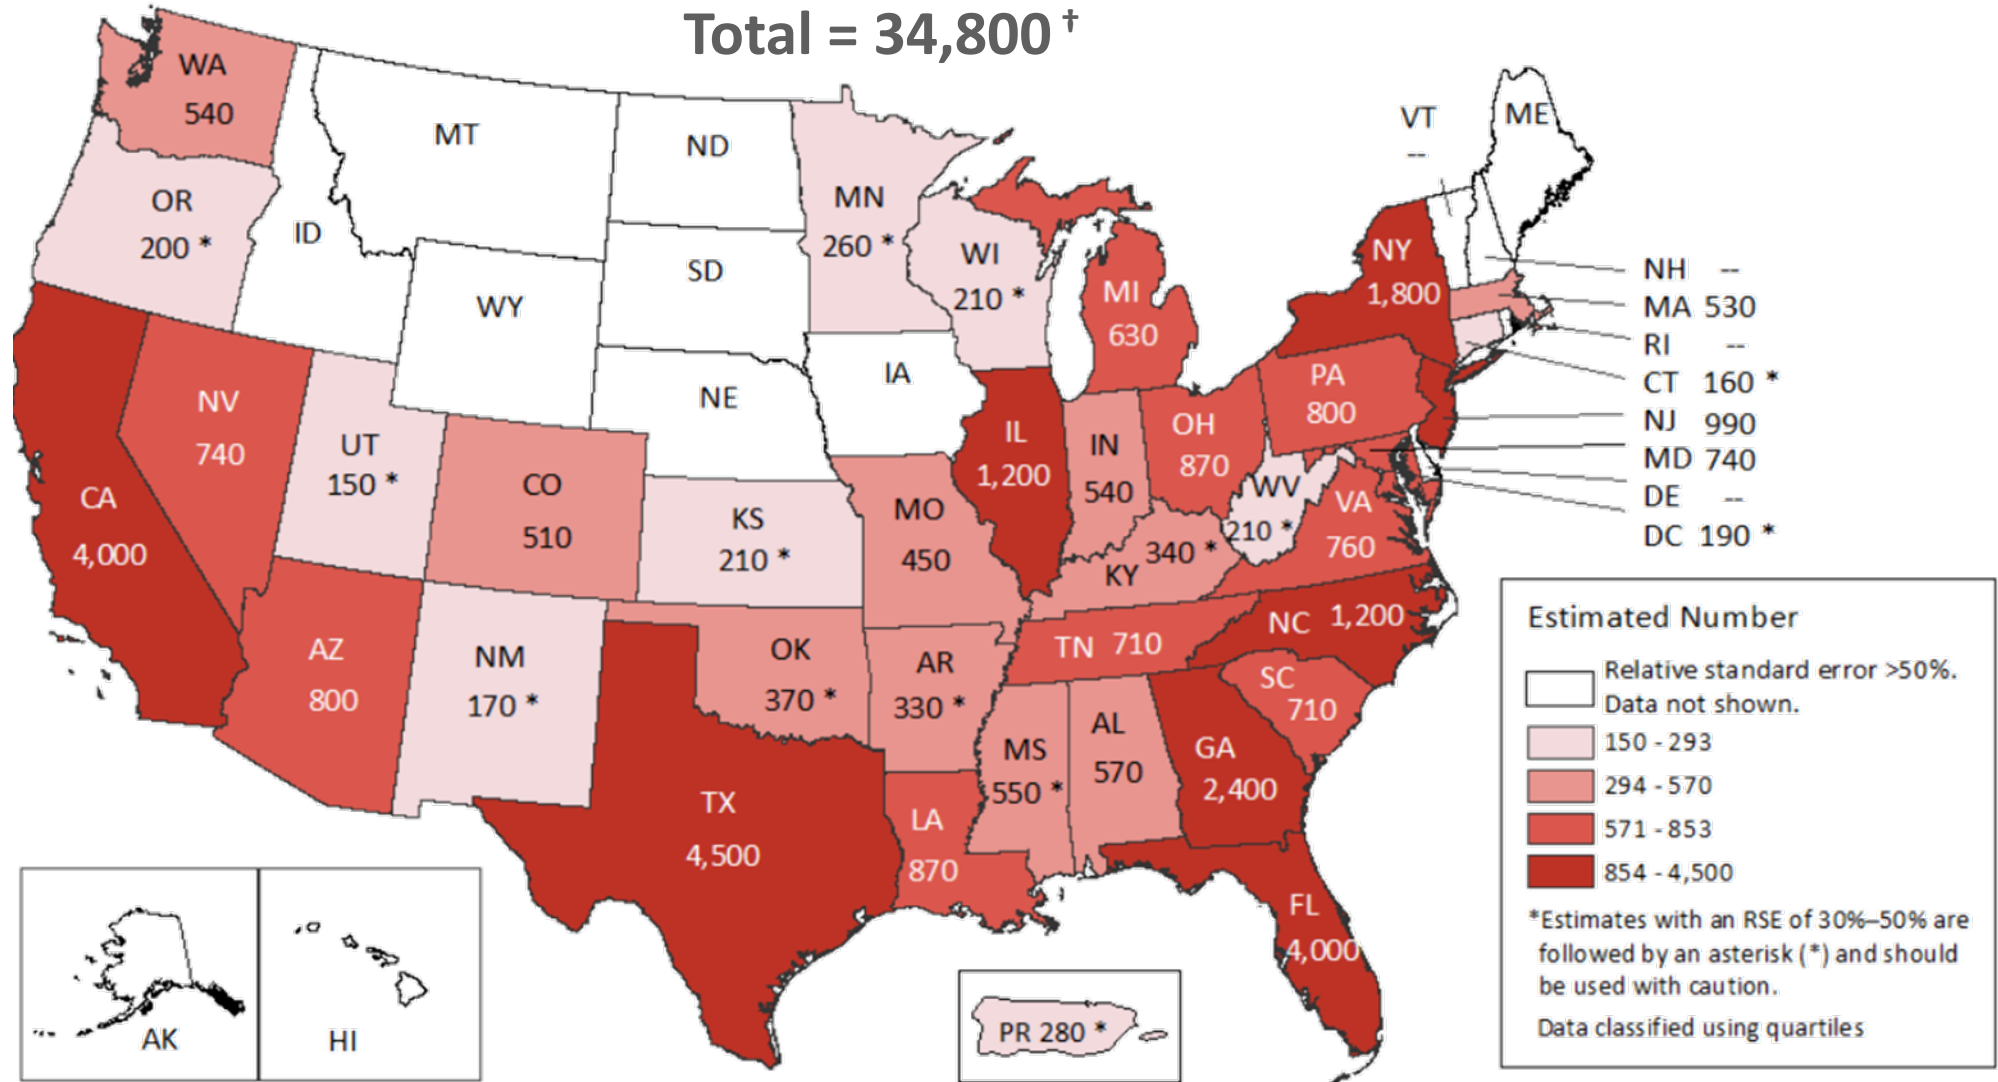 Total = 34,800 †
WA
540
OR
200 *
ID
MT
ND
MN
260 *
WI
210 *
SD
WY
NE
IA
MI
630
VT
--
ME
NY
1,800
NH --
MA 530
RI --
CT 160 *
NJ 990
MD 740
DE --
DC 190 *
PA
800
OH
870
IN
540
IL
1,200
WV
210 *
VA
760
CA
4,000
NV
740
UT
150 *
CO
510
KS
210 *
MO
450
KY 340 *
NC 1,200
TN 710
SC
710
AZ
800
NM
170 *
OK
370 *
AR
330 *
MS
550 *
AL
570
GA
2,400
TX
4,500
LA
870
FL
4,000
AK
HI
PR 280 *
Estimated Number
Relative standard error >50%.
Data not shown.
150 - 293
294 - 570
571 - 853
854 - 4,500
*Estimates with an RSE of 30%–50% are
followed by an asterisk (*) and should
be used with caution.
Data classified using quartiles